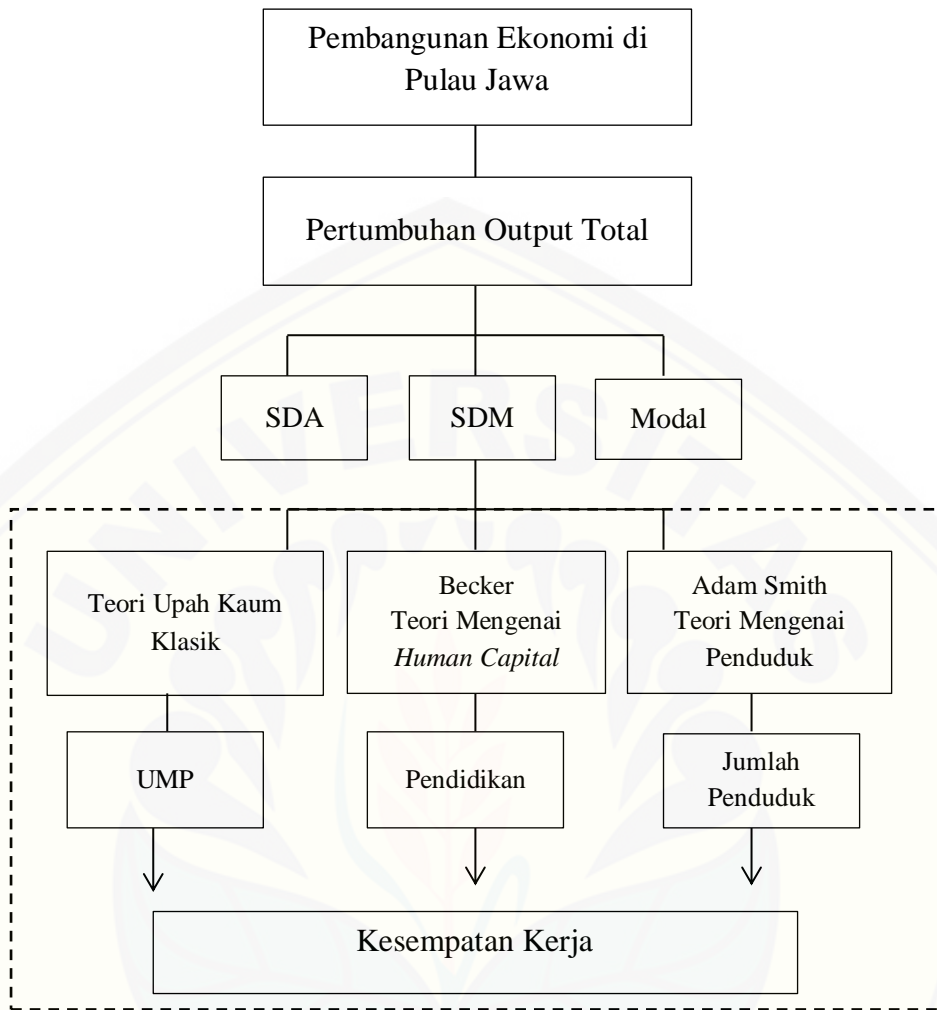 Pembangunan Ekonomi di
Pulau Jawa
Pertumbuhan Output Total
SDA
SDM
Modal
UNIVERSITAS
Teori Upah Kaum
Klasik
Becker
Teori Mengenai
Human Capital
Adam Smith
Teori Mengenai
Penduduk
UMP
Pendidikan
Jumlah
Penduduk
Kesempatan Kerja